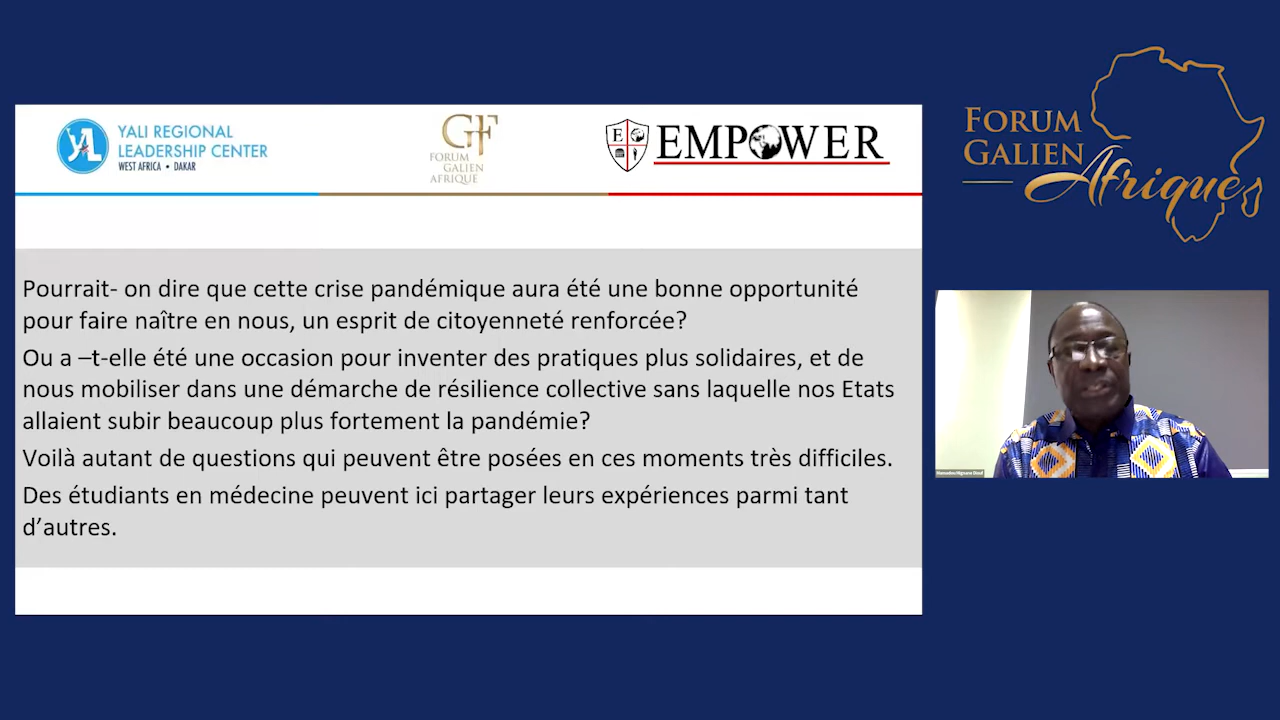 YALI REGIONAL
LEADERSHIP CENTER
WEST AFRICA • DAKAR
GF
FORUM
GALIEN
AFRIQUE
E
EMPOWER
Pourrait- on dire que cette crise pandémique aura été une bonne opportunité
pour faire naître en nous, un esprit de citoyenneté renforcée?
Ou a –t-elle été une occasion pour inventer des pratiques plus solidaires, et de
nous mobiliser dans une démarche de résilience collective sans laquelle nos Etats
allaient subir beaucoup plus fortement la pandémie?
Voilà autant de questions qui peuvent être posées en ces moments très difficiles.
Des étudiants en médecine peuvent ici partager leurs expériences parmi tant
d’autres.
FORUM
GALIEN
Afrique